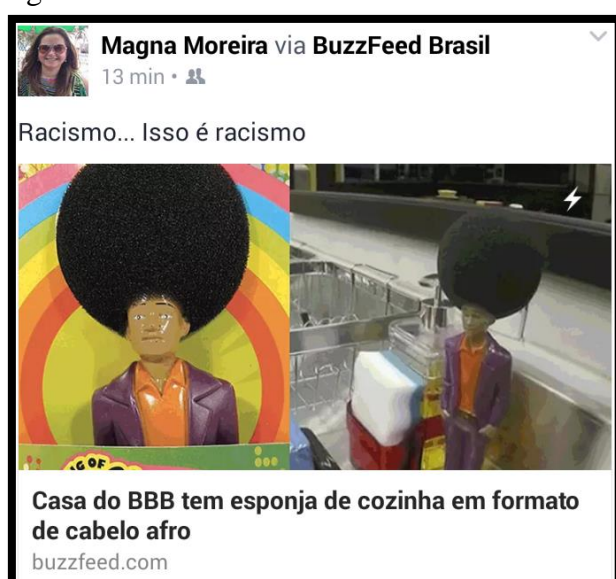 Magna Moreira via BuzzFeed Brasil
13 min •
Racismo... Isso é racismo
G OF
Casa do BBB tem esponja de cozinha em formato
de cabelo afro
buzzfeed.com